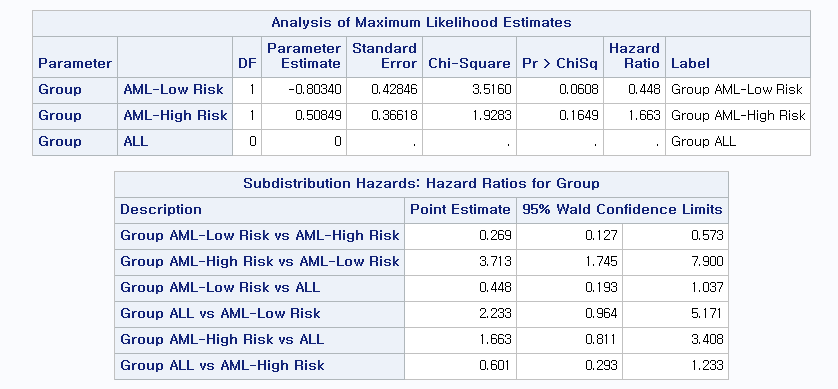 Analysis of Maximum Likelihood Estimates
Parameter DF Parameter Estimate Standard Error Chi-Square Pr > ChiSq Hazard Ratio Label
Group AML-Low Risk 1 -0.80340 0.42846 3.5160 0.0608 0.448 Group AML-Low Risk
Group AML-High Risk 1 0.50849 0.36618 1.9283 0.1649 1.663 Group AML-High Risk
Group ALL 0 0 . . . . Group ALL
Subdistribution Hazards: Hazard Ratios for Group
Description Point Estimate 95% Wald Confidence Limits
Group AML-Low Risk vs AML-High Risk 0.269 0.127 0.573
Group AML-High Risk vs AML-Low Risk 3.713 1.745 7.900
Group AML-Low Risk vs ALL 0.448 0.193 1.037
Group ALL vs AML-Low Risk 2.233 0.964 5.171
Group AML-High Risk vs ALL 1.663 0.811 3.408
Group ALL vs AML-High Risk 0.601 0.293 1.233